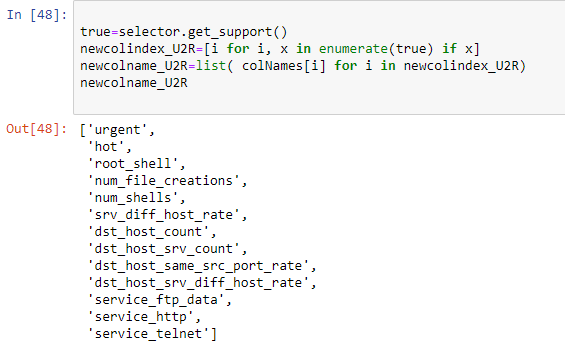 In [48]:
true=selector.get_support()
newcolindex_U2R=[i for i, x in enumerate(true) if x]
newcolname_U2R=list( colNames[i] for i in newcolindex_U2R)
newcolname_U2R
Out[48]: ['urgent',
'hot',
'root_shell',
'num_file_creations',
'num_shells',
'srv_diff_host_rate',
'dst_host_count',
'dst_host_srv_count',
'dst_host_same_src_port_rate',
'dst_host_srv_diff_host_rate',
'service_ftp_data',
'service_http',
'service_telnet']